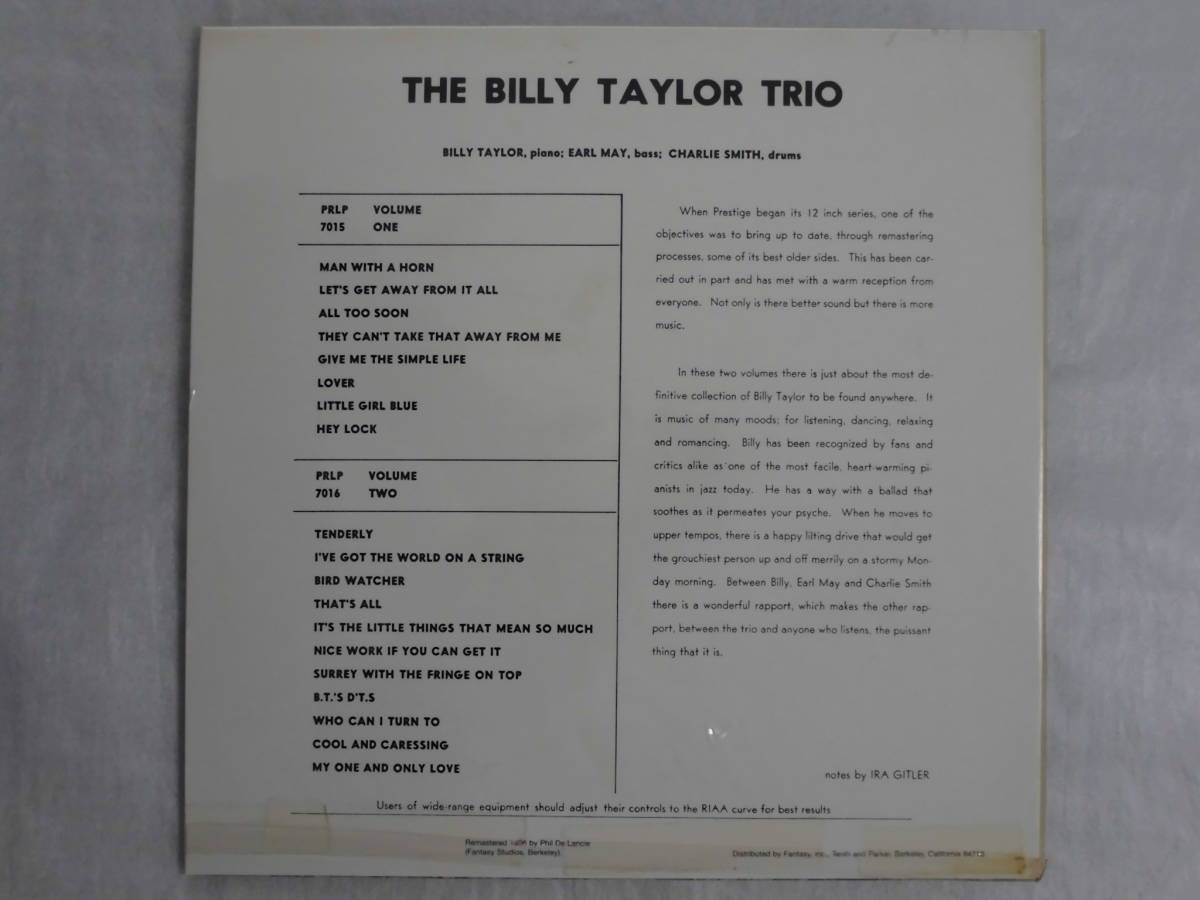 THE BILLY TAYLOR TRIO
BILLY TAYLOR, piano; EARL MAY, bass; CHARLIE SMITH, drums
PRLP VOLUME
7015 ONE
MAN WITH A HORN
LET'S GET AWAY FROM IT ALL
ALL TOO SOON
THEY CAN'T TAKE THAT AWAY FROM ME
GIVE ME THE SIMPLE LIFE
LOVER
LITTLE GIRL BLUE
HEY LOCK
PRLP VOLUME
7016 TWO
TENDERLY
I'VE GOT THE WORLD ON A STRING
BIRD WATCHER
THAT'S ALL
IT'S THE LITTLE THINGS THAT MEAN SO MUCH
NICE WORK IF YOU CAN GET IT
SURREY WITH THE FRINGE ON TOP
B.T.'S D'T.S
WHO CAN I TURN TO
COOL AND CARESSING
MY ONE AND ONLY LOVE
When Prestige began its 12 inch series, one of the
objectives was to bring up to date, through remastering
processes, some of its best older sides. This has been car-
ried out in part and has met with a warm reception from
everyone. Not only is there better sound but there is more
music.
In these two volumes there is just about the most de-
finitive collection of Billy Taylor to be found anywhere. It
is music of many moods; for listening, dancing, relaxing
and romancing. Billy has been recognized by fans and
critics alike as one of the most facile, heart-warming pi-
anists in jazz today. He has a way with a ballad that
soothes as it permeates your psyche. When he moves to
upper tempos, there is a happy lilting drive that would get
the grouchiest person up and off merrily on a stormy Mon-
day morning. Between Billy, Earl May and Charlie Smith
there is a wonderful rapport, which makes the other rap-
port, between the trio and anyone who listens, the puissant
thing that it is.
notes by IRA GITLER
Users of wide-range equipment should adjust their controls to the RIAA curve for best results
Remastered by Phil De Lancie
(Fantasy Studios, Berkeley).
Distributed by Fantasy, Inc., Tenth and Parker, Berkeley, California